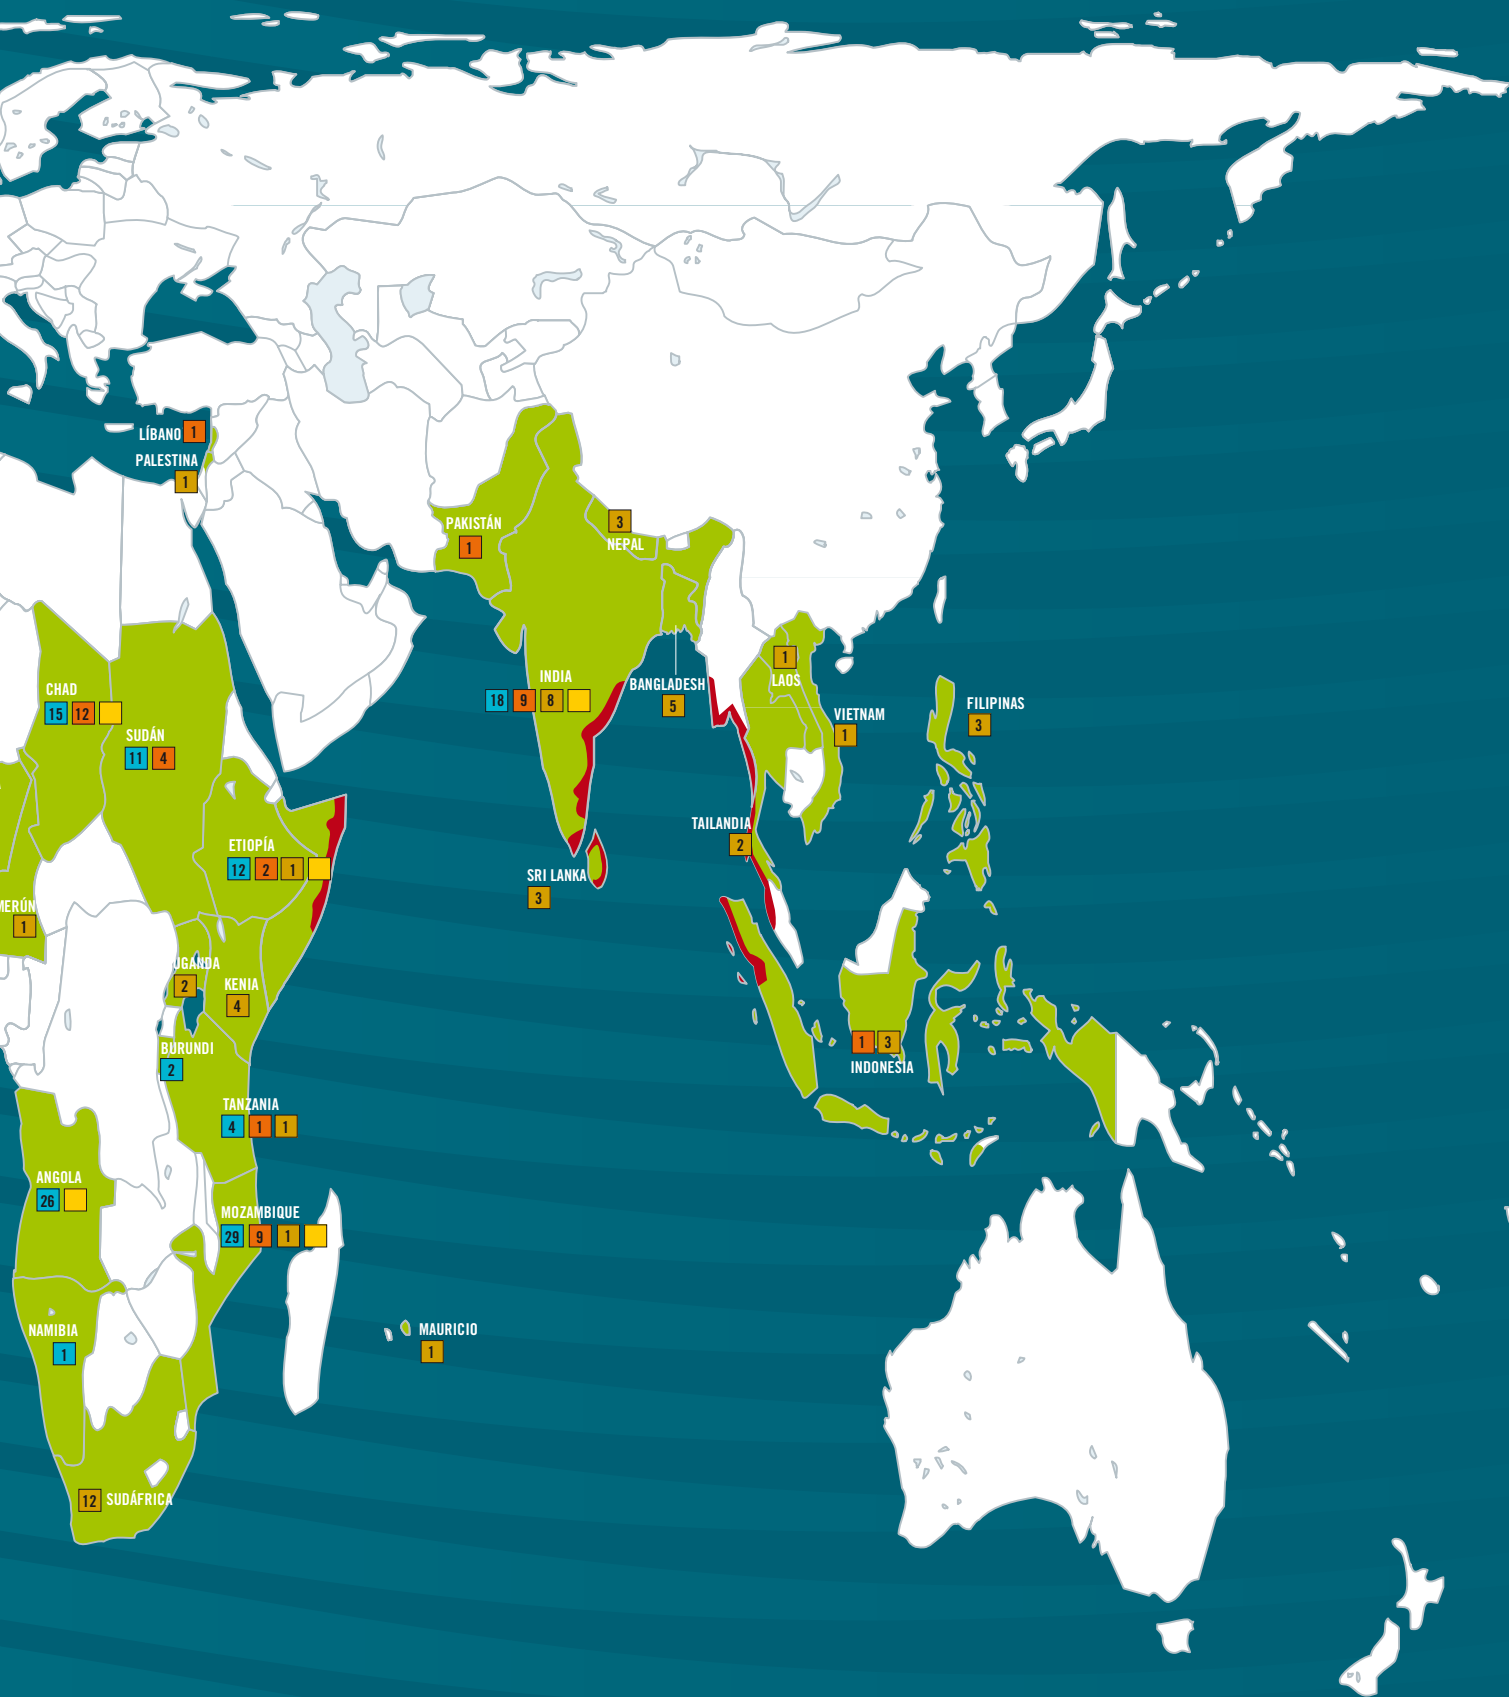 LÍBANO 1
PALESTINA
1
PAKISTÁN
1
3
NEPAL
INDIA
18 9 8
BANGLADESH
5
1
LAOS
VIETNAM
1
FILIPINAS
3
CHAD
15 12
SUDÁN
11 4
TAILANDIA
2
ETIOPÍA
12 2 1
SRI LANKA
3
MERÚN
1
UGANDA
2
KENIA
4
BURUNDI
2
1 3
INDONESIA
TANZANIA
4 1 1
ANGOLA
26
MOZAMBIQUE
29 9 1
NAMIBIA
1
MAURICIO
1
12 SUDÁFRICA